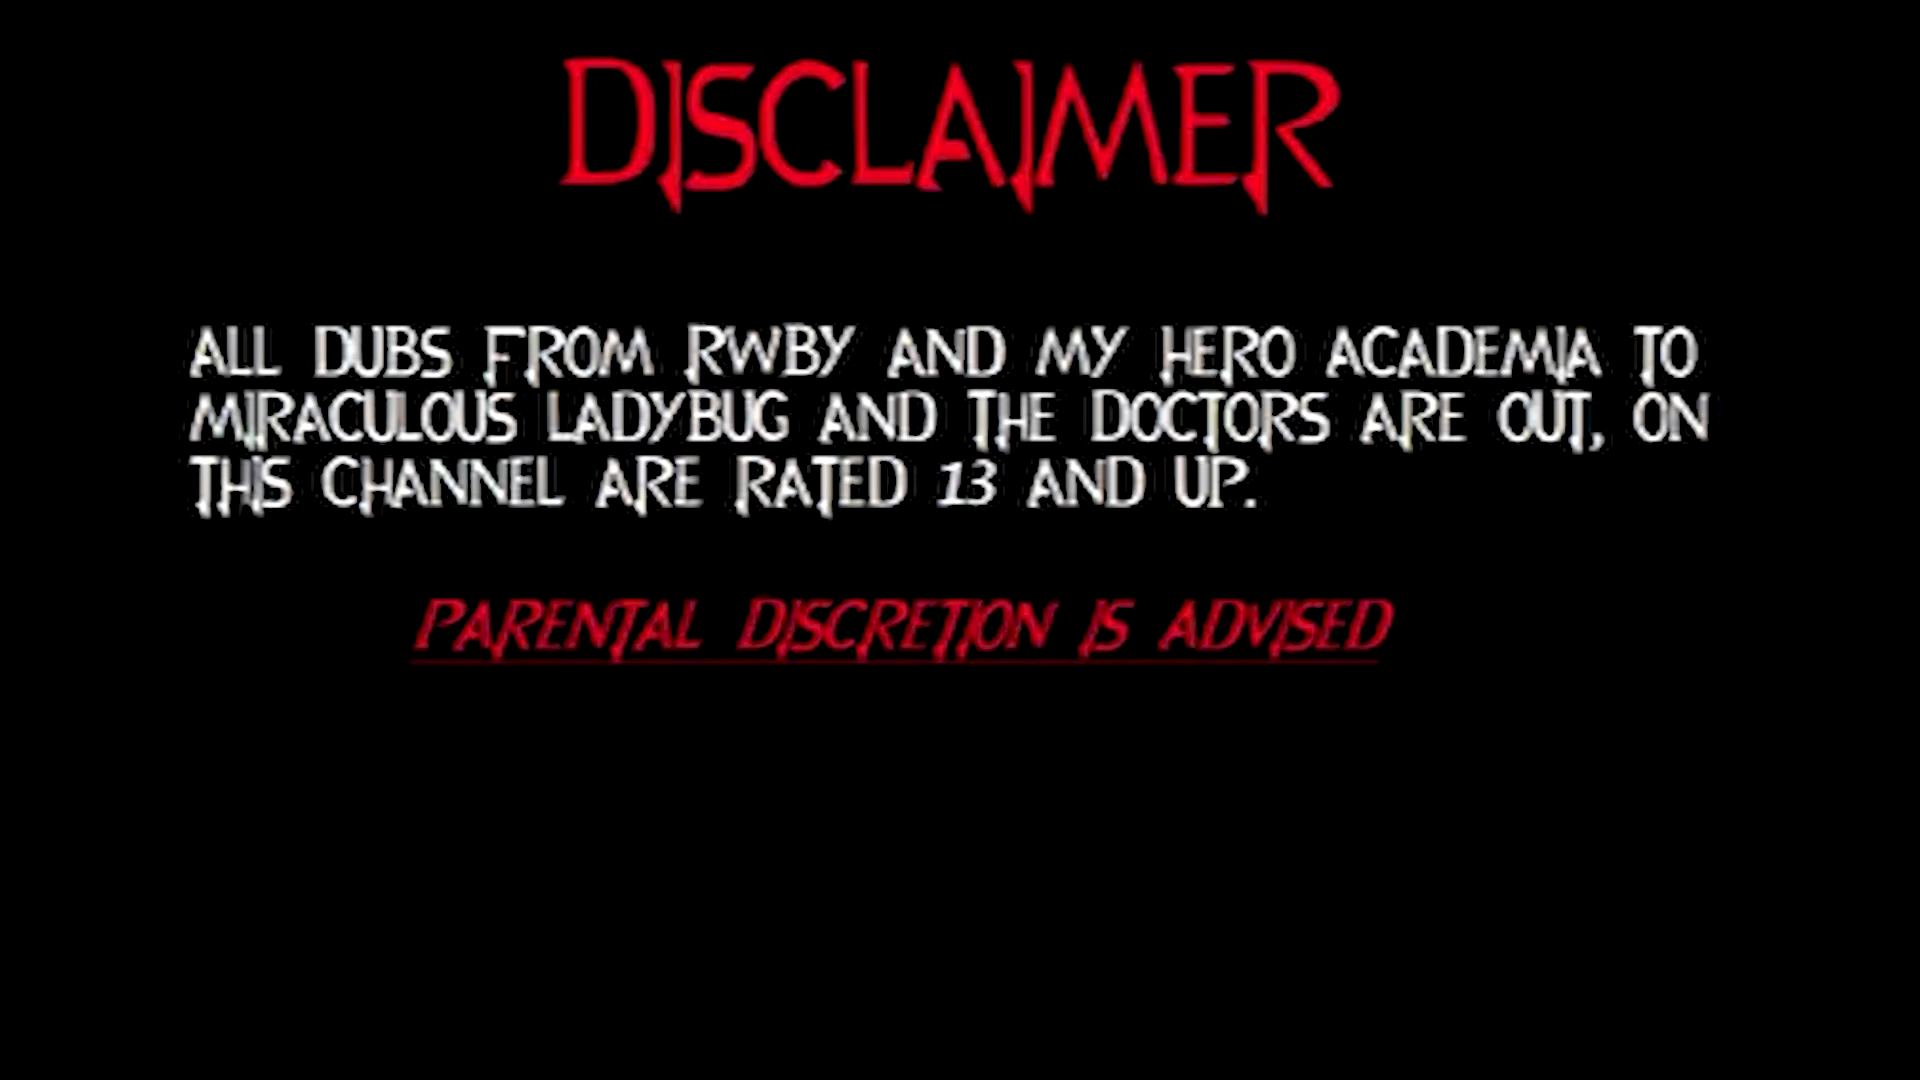 DISCLAIMER
ALL DUBS FROM RWBY AND MY HERO ACADEMIA TO
MIRACULOUS LADYBUG AND THE DOCTORS ARE OUT, ON
THIS CHANNEL ARE RATED 13 AND UP.
PARENTAL DISCRETION IS ADVISED